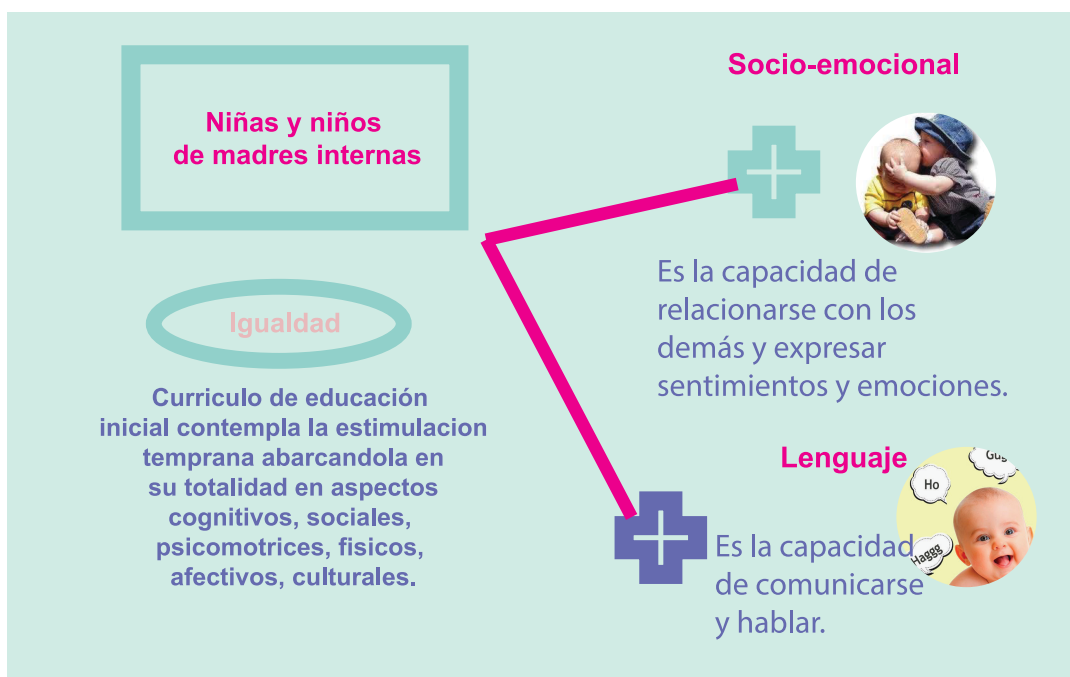 Niñas y niños
de madres internas
Igualdad
Curriculo de educación
inicial contempla la estimulacion
temprana abarcandola en
su totalidad en aspectos
cognitivos, sociales,
psicomotrices, fisicos,
afectivos, culturales.
Socio-emocional
Es la capacidad de
relacionarse con los
demás y expresar
sentimientos y emociones.
Lenguaje
Ho
Haggg
Es la capacidad
de comunicarse
y hablar.